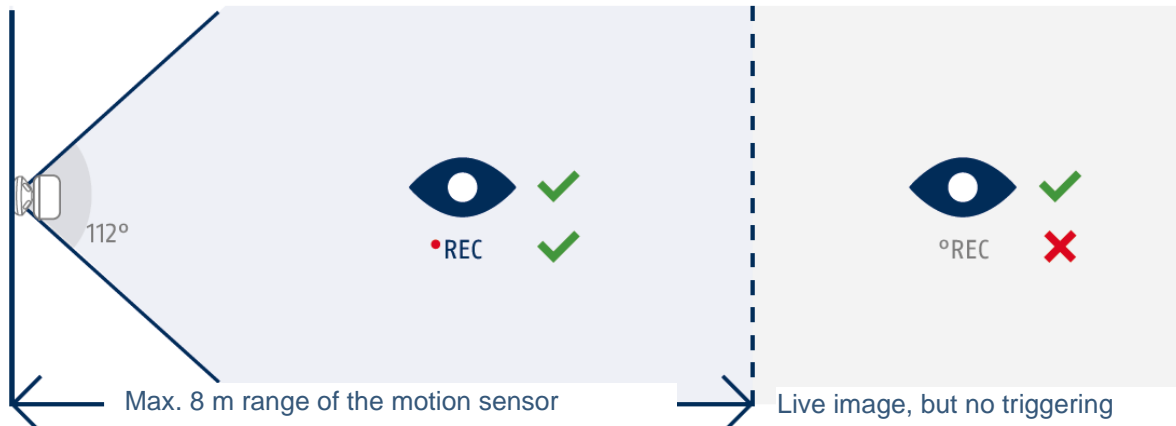 112°
•REC
°REC
Max. 8 m range of the motion sensor
Live image, but no triggering